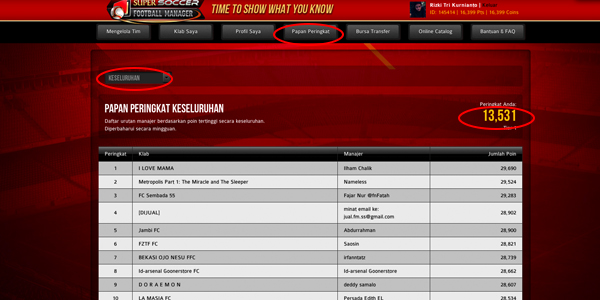 SUPER SOCCER
FOOTBALL MANAGER
TIME TO SHOW WHAT YOU KNOW
Rizki Tri Kurnianto |
ID: 145414 | 16,399 Pts | 16,399 Coins
Mengelola Tim
Klab Saya
Profil Saya
Papan Peringkat
Bursa Transfer
Online Catalog
Bantuan & FAQ
KESELURUHAN
PAPAN PERINGKAT KESELURUHAN
Daftar urutan manajer berdasarkan poin tertinggi secara keseluruhan.
Diperbaharui secara mingguan.
Peringkat Anda:
13,531
Peringkat Klab Manajer Jumlah Poin
1 I LOVE MAMA Ilham Chalik 29,690
2 Metropolis Part 1: The Miracle and The Sleeper Nameless 29,524
3 FC Sembada 55 Fajar Nur @fnFatah 29,283
4 [DIJUAL] minat email ke: jual.fm.ss@gmail.com 28,902
5 Jambi FC Abdurrahman 28,900
6 FZTF FC Saosin 28,821
7 BEKASI OJO NESU FFC irfanntatz 28,739
8 Id-arsenal Goonerstore FC Id-arsenal Goonerstore 28,662
9 D O R A E M O N deddy samalo 28,607
10 LA MASIA FC Persada Edith EL 28,534